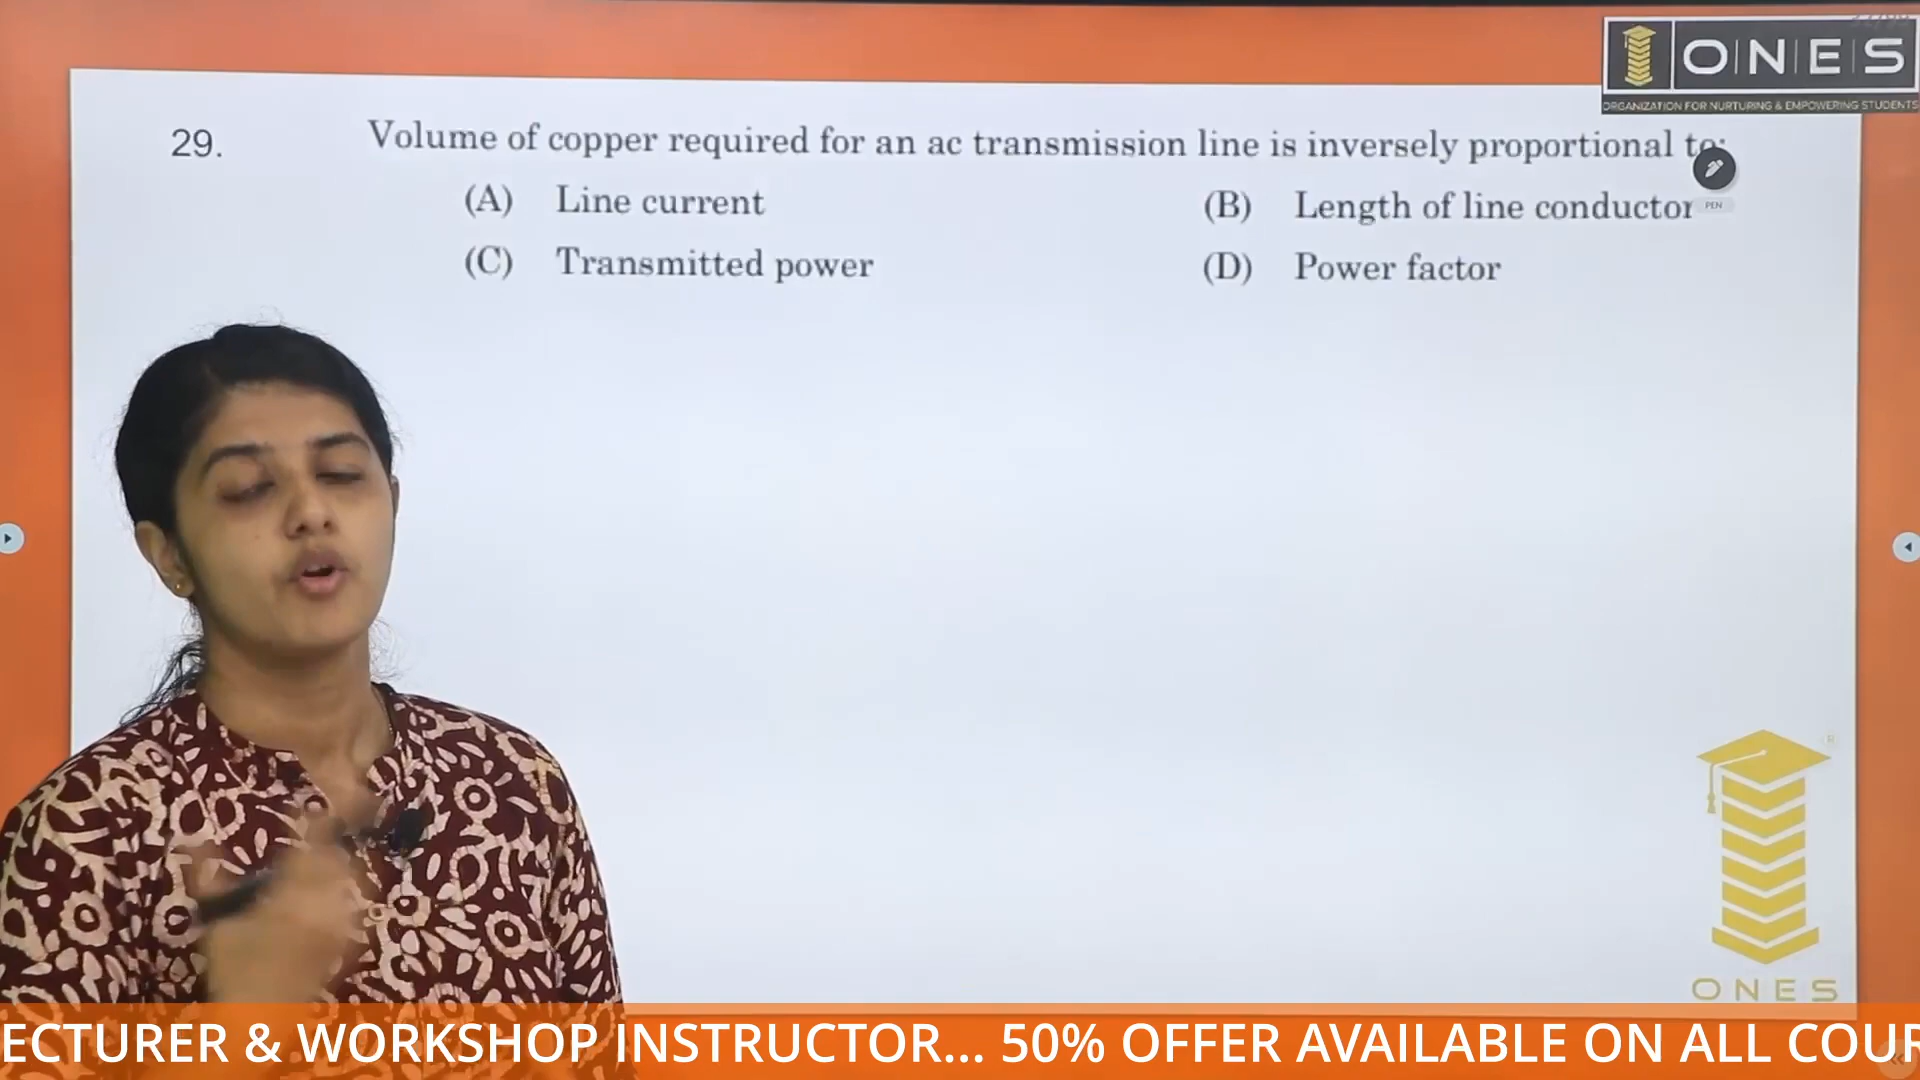 ONES
ORGANIZATION FOR NURTURING & EMPOWERING STUDENTS
29. Volume of copper required for an ac transmission line is inversely proportional to:
(A) Line current (B) Length of line conductor
PEN
(C) Transmitted power (D) Power factor
ONES
ECTURER & WORKSHOP INSTRUCTOR... 50% OFFER AVAILABLE ON ALL COUR